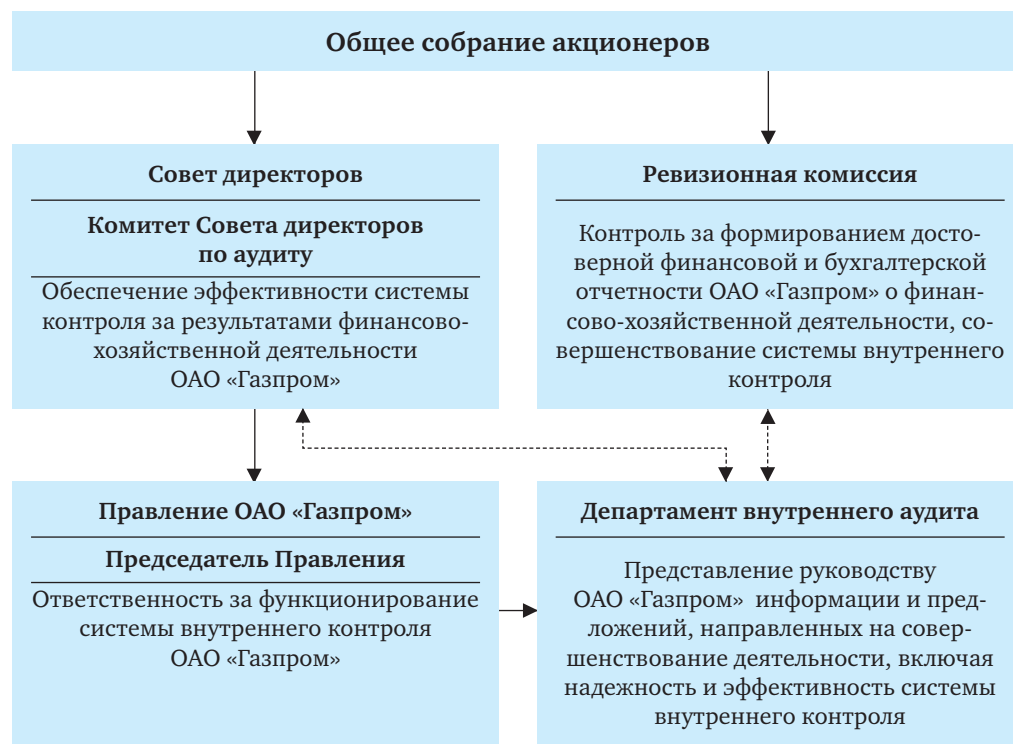 Общее собрание акционеров
Совет директоров
Комитет Совета директоров
по аудиту
Обеспечение эффективности системы
контроля за результатами финансово-
хозяйственной деятельности
ОАО «Газпром»
Ревизионная комиссия
Контроль за формированием досто-
верной финансовой и бухгалтерской
отчетности ОАО «Газпром» о финан-
сово-хозяйственной деятельности, со-
вершенствование системы внутреннего
контроля
Правление ОАО «Газпром»
Председатель Правления
Ответственность за функционирование
системы внутреннего контроля
ОАО «Газпром»
Департамент внутреннего аудита
Представление руководству
ОАО «Газпром» информации и пред-
ложений, направленных на совер-
шенствование деятельности, включая
надежность и эффективность системы
внутреннего контроля